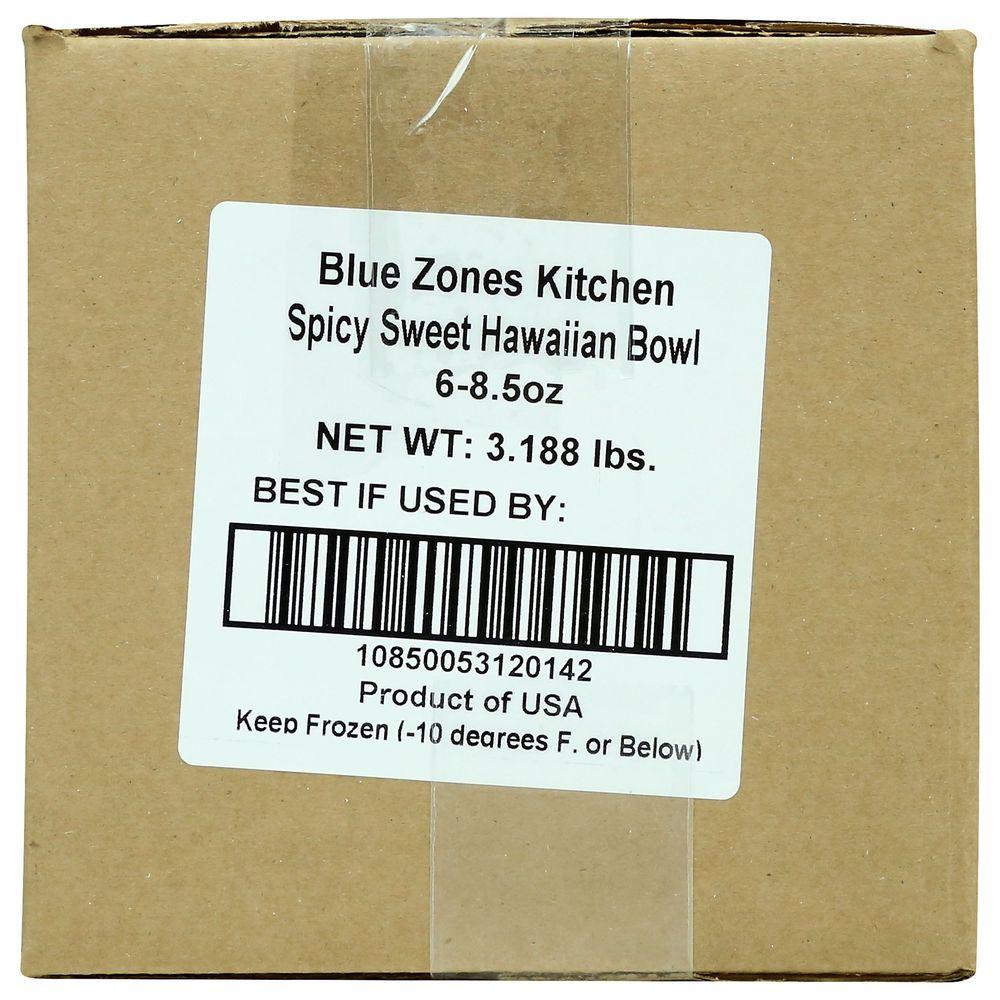 Blue Zones Kitchen
Spicy Sweet Hawaiian Bowl
6-8.5oz
NET WT: 3.188 lbs.
BEST IF USED BY:
10850053120142
Product of USA
Keep Frozen (-10 degrees F. or Below)